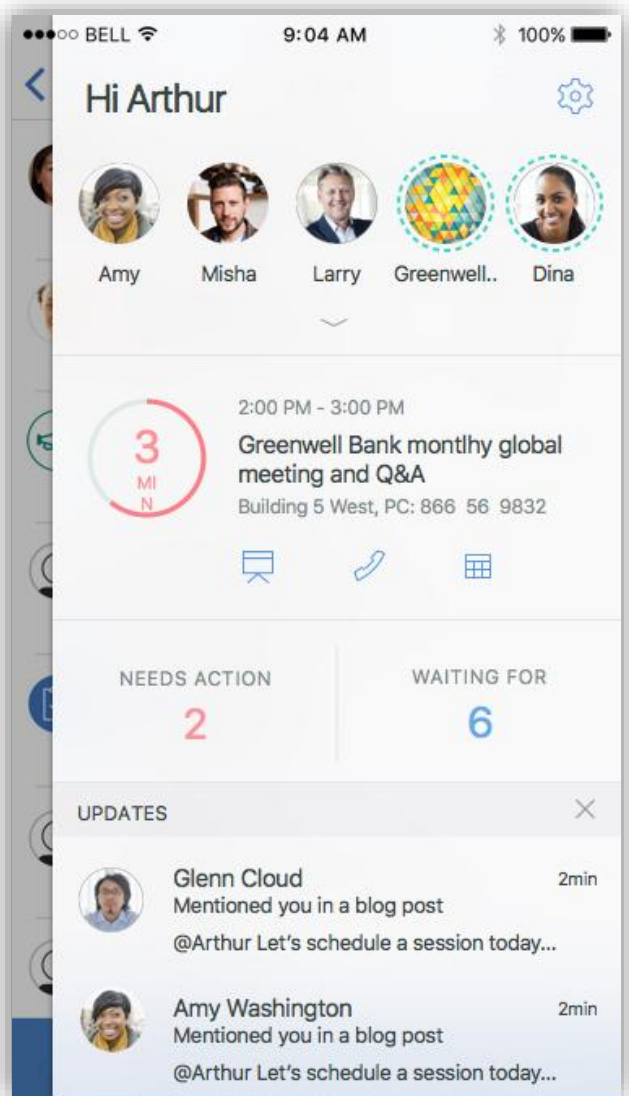 BELL 9:04 AM 100%
Hi Arthur
Amy Misha Larry Greenwell.. Dina
2:00 PM - 3:00 PM
3
MI
N
Greenwell Bank montlhy global
meeting and Q&A
Building 5 West, PC: 866 56 9832
NEEDS ACTION WAITING FOR
2 6
UPDATES
Glenn Cloud 2min
Mentioned you in a blog post
@Arthur Let's schedule a session today...
Amy Washington 2min
Mentioned you in a blog post
@Arthur Let's schedule a session today...